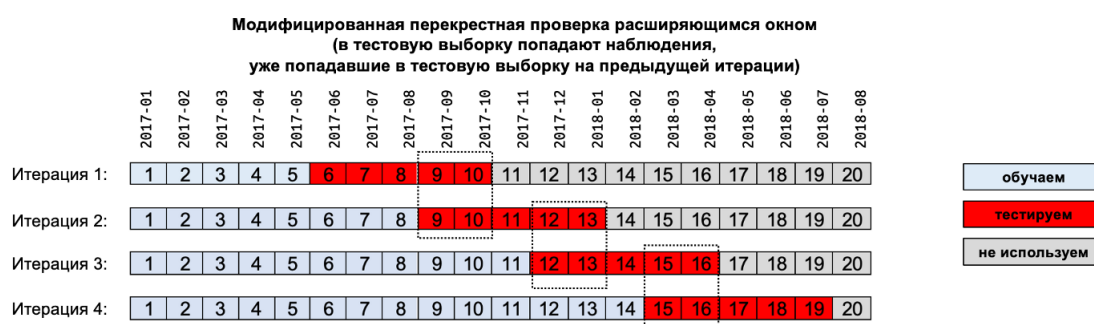 Модифицированная перекрестная проверка расширяющимся окном
(в тестовую выборку попадают наблюдения,
уже попадавшие в тестовую выборку на предыдущей итерации)
2017-01 2017-02 2017-03 2017-04 2017-05 2017-06 2017-07 2017-08 2017-09 2017-10 2017-11 2017-12 2018-01 2018-02 2018-03 2018-04 2018-05 2018-06 2018-07 2018-08
Итерация 1: 1 2 3 4 5 6 7 8 9 10 11 12 13 14 15 16 17 18 19 20
Итерация 2: 1 2 3 4 5 6 7 8 9 10 11 12 13 14 15 16 17 18 19 20
Итерация 3: 1 2 3 4 5 6 7 8 9 10 11 12 13 14 15 16 17 18 19 20
Итерация 4: 1 2 3 4 5 6 7 8 9 10 11 12 13 14 15 16 17 18 19 20
обучаем
тестируем
не используем